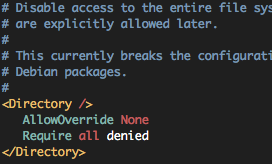 # Disable access to the entire file sys
# are explicitly allowed later.
#
# This currently breaks the configurati
# Debian packages.
#
<Directory />
AllowOverride None
Require all denied
</Directory>